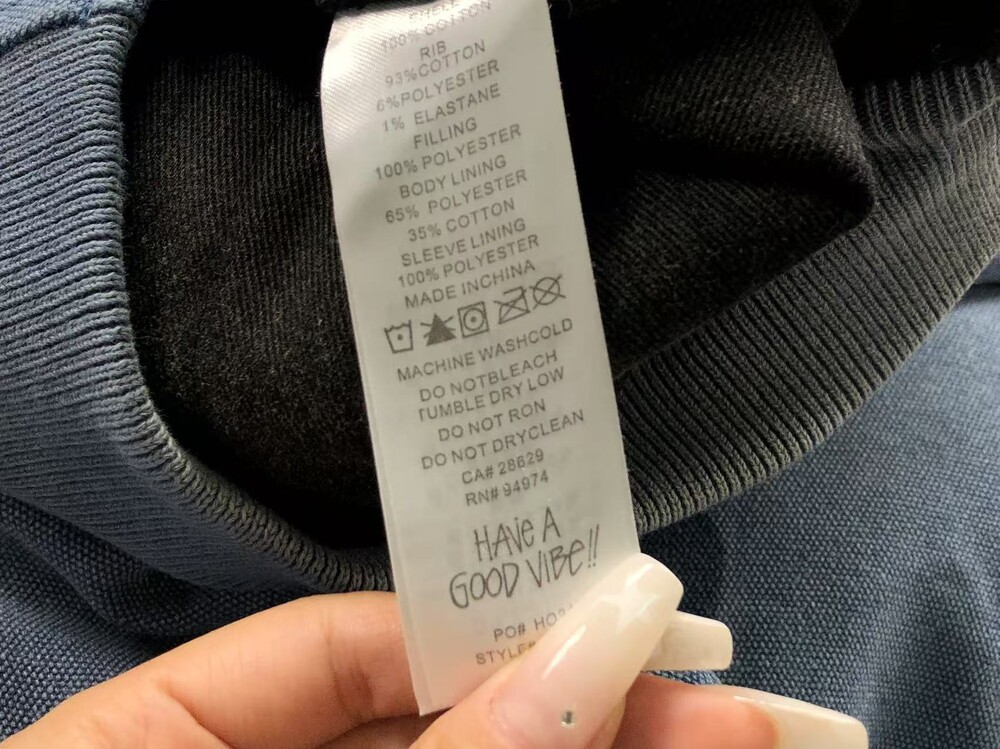 SHELL
100% COTTON
RIB
93%COTTON
6%POLYESTER
1% ELASTANE
FILLING
100% POLYESTER
BODY LINING
65% POLYESTER
35% COTTON
SLEEVE LINING
100% POLYESTER
MADE INCHINA
MACHINE WASHCOLD
DO NOTBLEACH
TUMBLE DRY LOW
DO NOT RON
DO NOT DRYCLEAN
CA# 28629
RN# 94974
HAVE A
GOOD VIBE!!
PO#
STYLE#